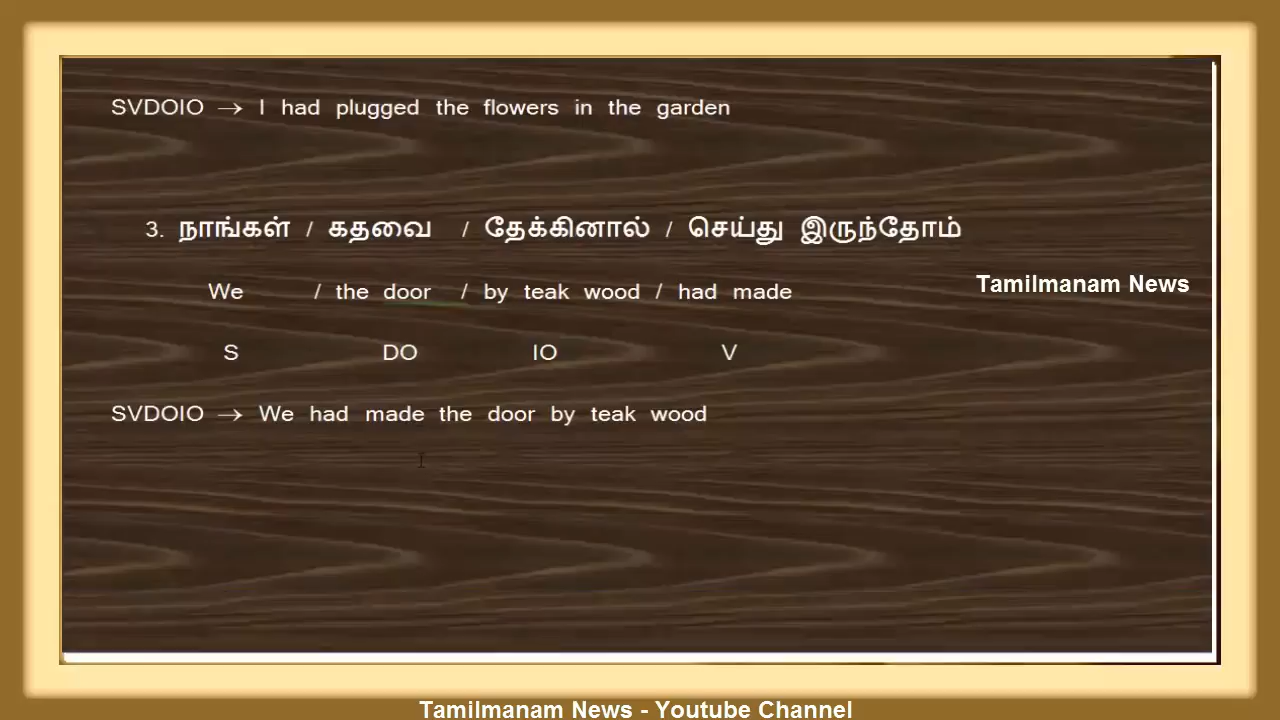 SVDOIO → I had plugged the flowers in the garden
3. நாங்கள் / கதவை / தேக்கினால் / செய்து இருந்தோம்
We / the door / by teak wood / had made
Tamilmanam News
S DO IO V
SVDOIO → We had made the door by teak wood
Tamilmanam News - Youtube Channel